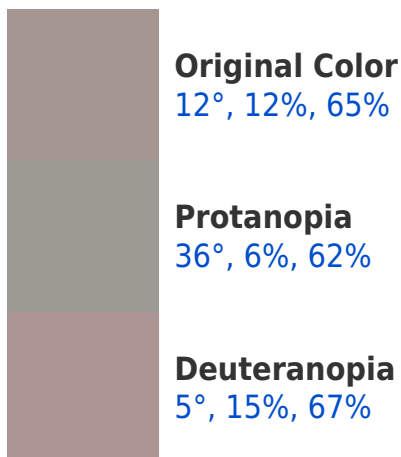 Original Color
12°, 12%, 65%
Protanopia
36°, 6%, 62%
Deuteranopia
5°, 15%, 67%